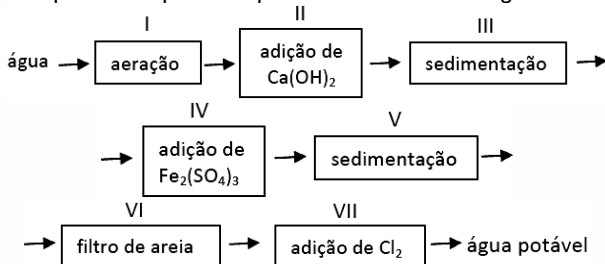 I II III
água aeração adição de Ca(OH)₂ sedimentação
IV V
adição de Fe₂(SO₄)₃ sedimentação
VI VII
filtro de areia adição de Cl₂ água potável